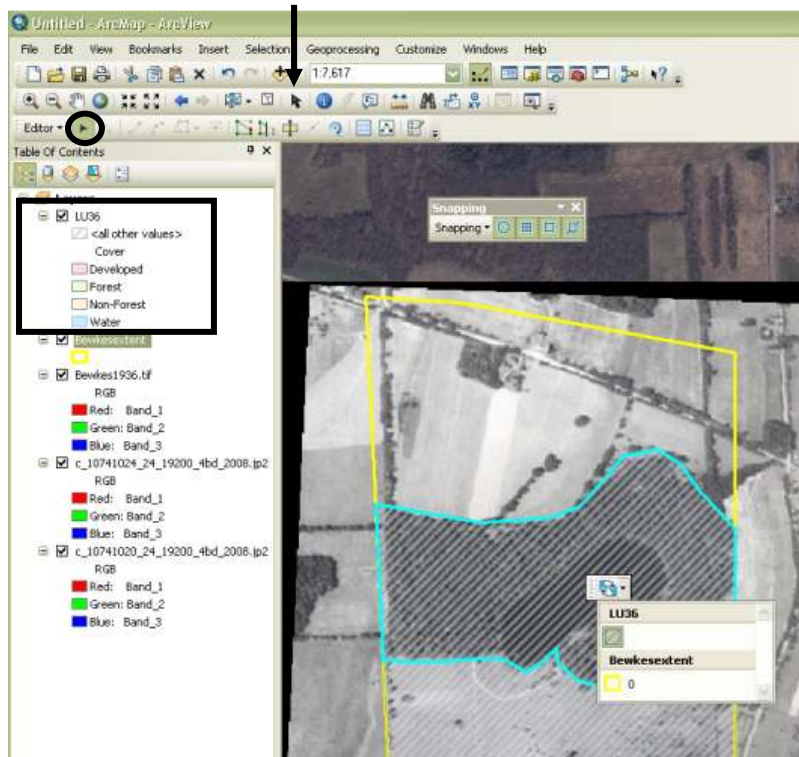 Untitled - ArcMap - ArcView
File Edit View Bookmarks Insert Selection Geoprocessing Customize Windows Help
1:7,617
Editor
Table Of Contents
Layers
LU36
<all other values>
Cover
Developed
Forest
Non-Forest
Water
Bewkesextent
Bewkes1936.tif
RGB
Red: Band_1
Green: Band_2
Blue: Band_3
c_10741024_24_19200_4bd_2008.jp2
RGB
Red: Band_1
Green: Band_2
Blue: Band_3
c_10741020_24_19200_4bd_2008.jp2
RGB
Red: Band_1
Green: Band_2
Blue: Band_3
Snapping
Snapping
LU36
Bewkesextent
0